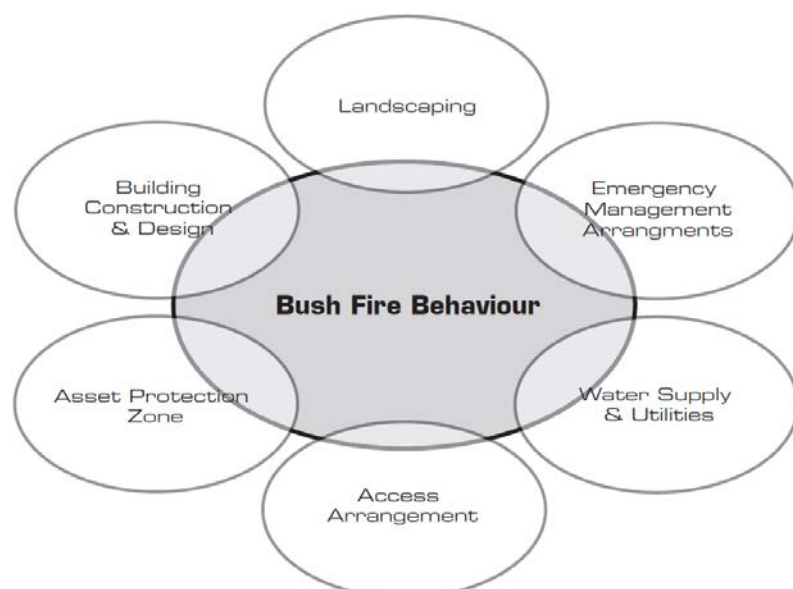 Landscaping
Building
Construction
& Design
Emergency
Management
Arrangments
Bush Fire Behaviour
Asset Protection
Zone
Water Supply
& Utilities
Access
Arrangement